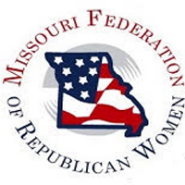 MISSOURI FEDERATION
OF REPUBLICAN WOMEN